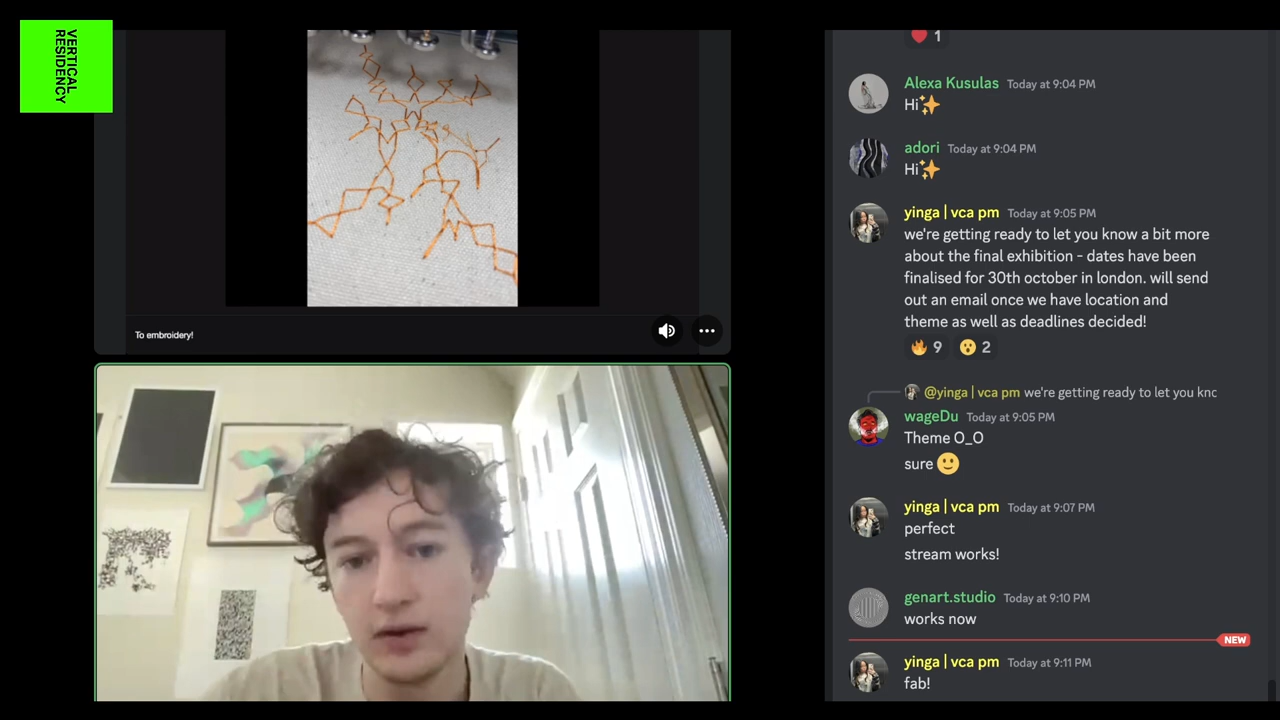 VERTICAL
RESIDENCY
To embroidery!
1
Alexa Kusulas Today at 9:04 PM
Hi✨
adori Today at 9:04 PM
Hi✨
yinga | vca pm Today at 9:05 PM
we're getting ready to let you know a bit more
about the final exhibition - dates have been
finalised for 30th october in london. will send
out an email once we have location and
theme as well as deadlines decided!
🔥 9 😮 2
@yinga | vca pm we're getting ready to let you knc
wageDu Today at 9:05 PM
Theme O_O
sure 🙂
yinga | vca pm Today at 9:07 PM
perfect
stream works!
genart.studio Today at 9:10 PM
works now
NEW
yinga | vca pm Today at 9:11 PM
fab!